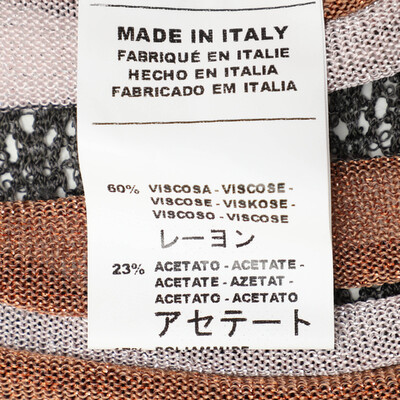 MADE IN ITALY
FABRIQUÉ EN ITALIE
HECHO EN ITALIA
FABRICADO EM ITALIA
60% VISCOSA - VISCOSE -
VISCOSE - VISKOSE -
VISCOSO - VISCOSE
レーヨン
23% ACETATO - ACETATE -
ACETATE - AZETAT -
ACETATO - ACETATO
アセテート